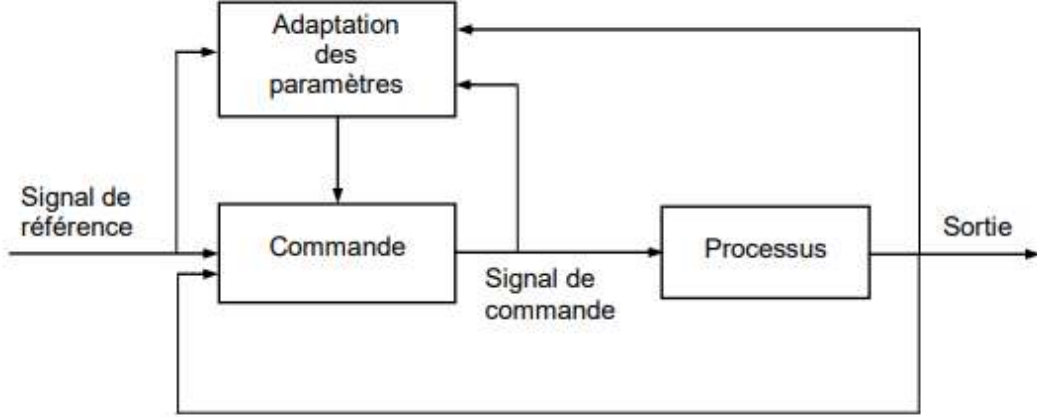 Adaptation
des
paramètres
Signal de
référence
Commande
Signal de
commande
Processus
Sortie